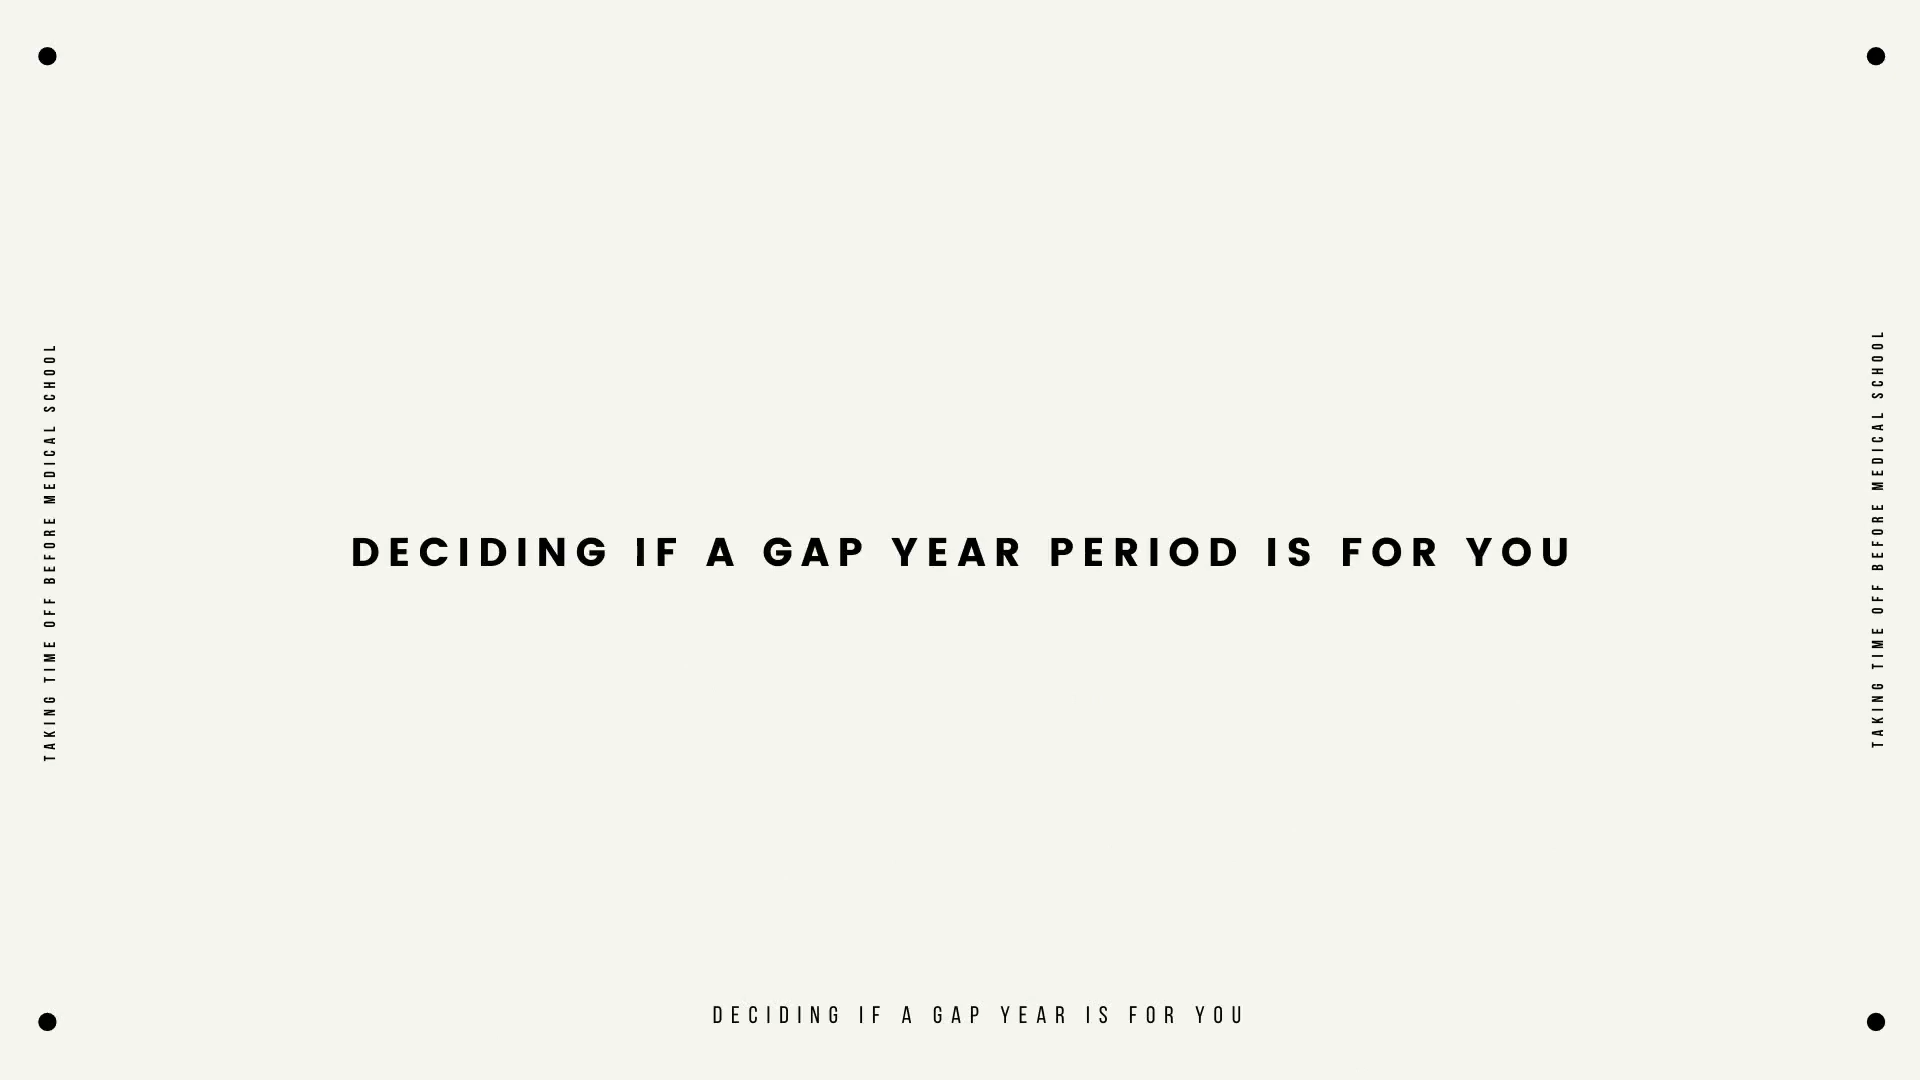 TAKING TIME OFF BEFORE MEDICAL SCHOOL
DECIDING IF A GAP YEAR PERIOD IS FOR YOU
TAKING TIME OFF BEFORE MEDICAL SCHOOL
DECIDING IF A GAP YEAR IS FOR YOU